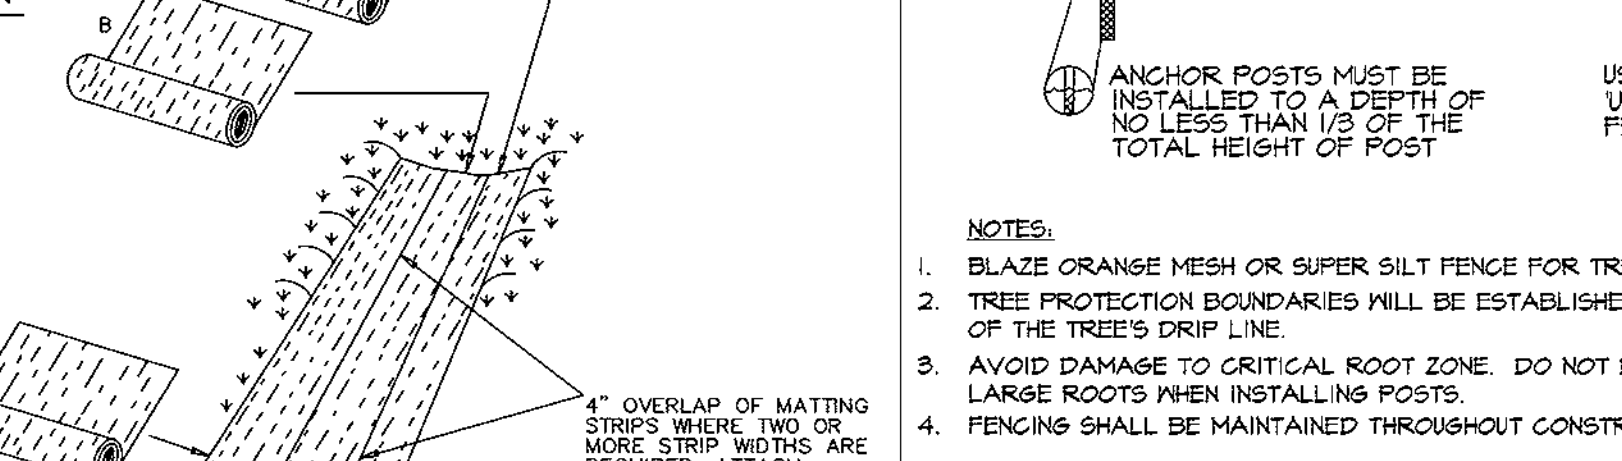 B
4" OVERLAP OF MATTING
STRIPS WHERE TWO OR
MORE STRIP WIDTHS ARE
REQUIRED. ATTACH
ANCHOR POSTS MUST BE
INSTALLED TO A DEPTH OF
NO LESS THAN 1/3 OF THE
TOTAL HEIGHT OF POST
NOTES:
1. BLAZE ORANGE MESH OR SUPER SILT FENCE FOR
2. TREE PROTECTION BOUNDARIES WILL BE
OF THE TREE'S DRIP LINE.
3. AVOID DAMAGE TO CRITICAL ROOT ZONE. DO NOT
LARGE ROOTS WHEN INSTALLING POSTS.
4. FENCING SHALL BE MAINTAINED THROUGHOUT